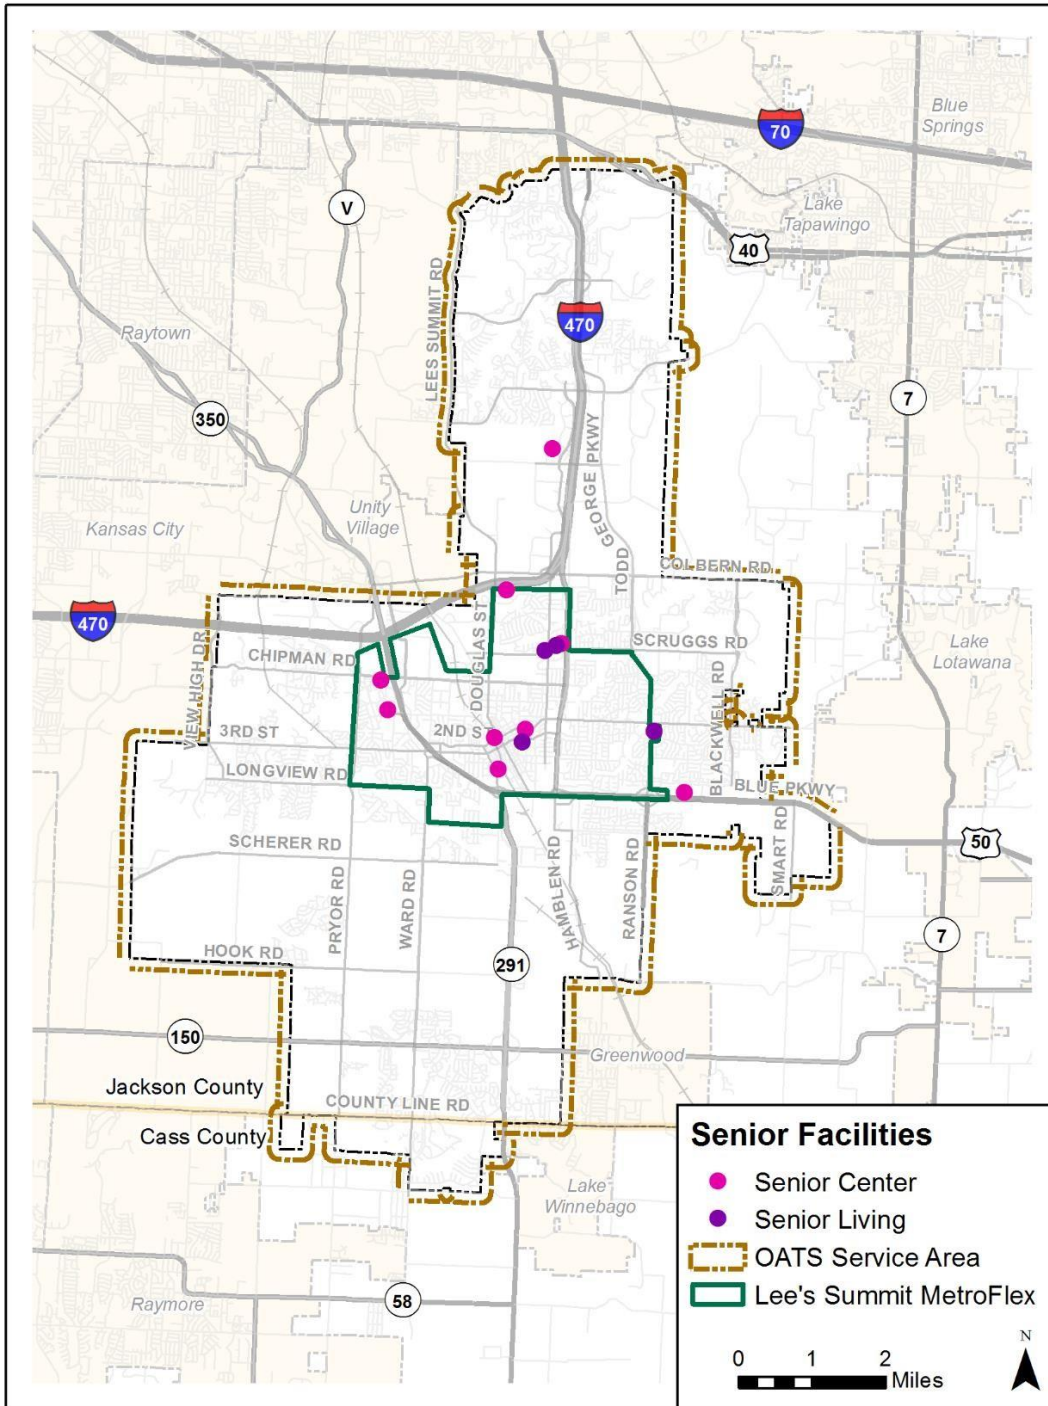 70
Blue
Springs
V
Lake
Tapawingo
40
LEES SUMMIT RD
470
Raytown
350
7
GEORGE PKWY
TODD
Unity
Village
Kansas City
COLBERN RD
470
DOUGLAS ST
SCRUGGS RD
VIEW HIGH DR
CHIPMAN RD
Lake
Lotawana
BLACKWELL RD
3RD ST
2ND S
LONGVIEW RD
BLUE PKWY
SCHERER RD
SMART RD
50
PRYOR RD
WARD RD
HAMBLEN RD
RANSON RD
HOOK RD
291
7
150
Greenwood
Jackson County
COUNTY LINE RD
Cass County
Lake
Winnebago
Raymore
58
Senior Facilities
Senior Center
Senior Living
OATS Service Area
Lee's Summit MetroFlex
0 1 2
Miles
N